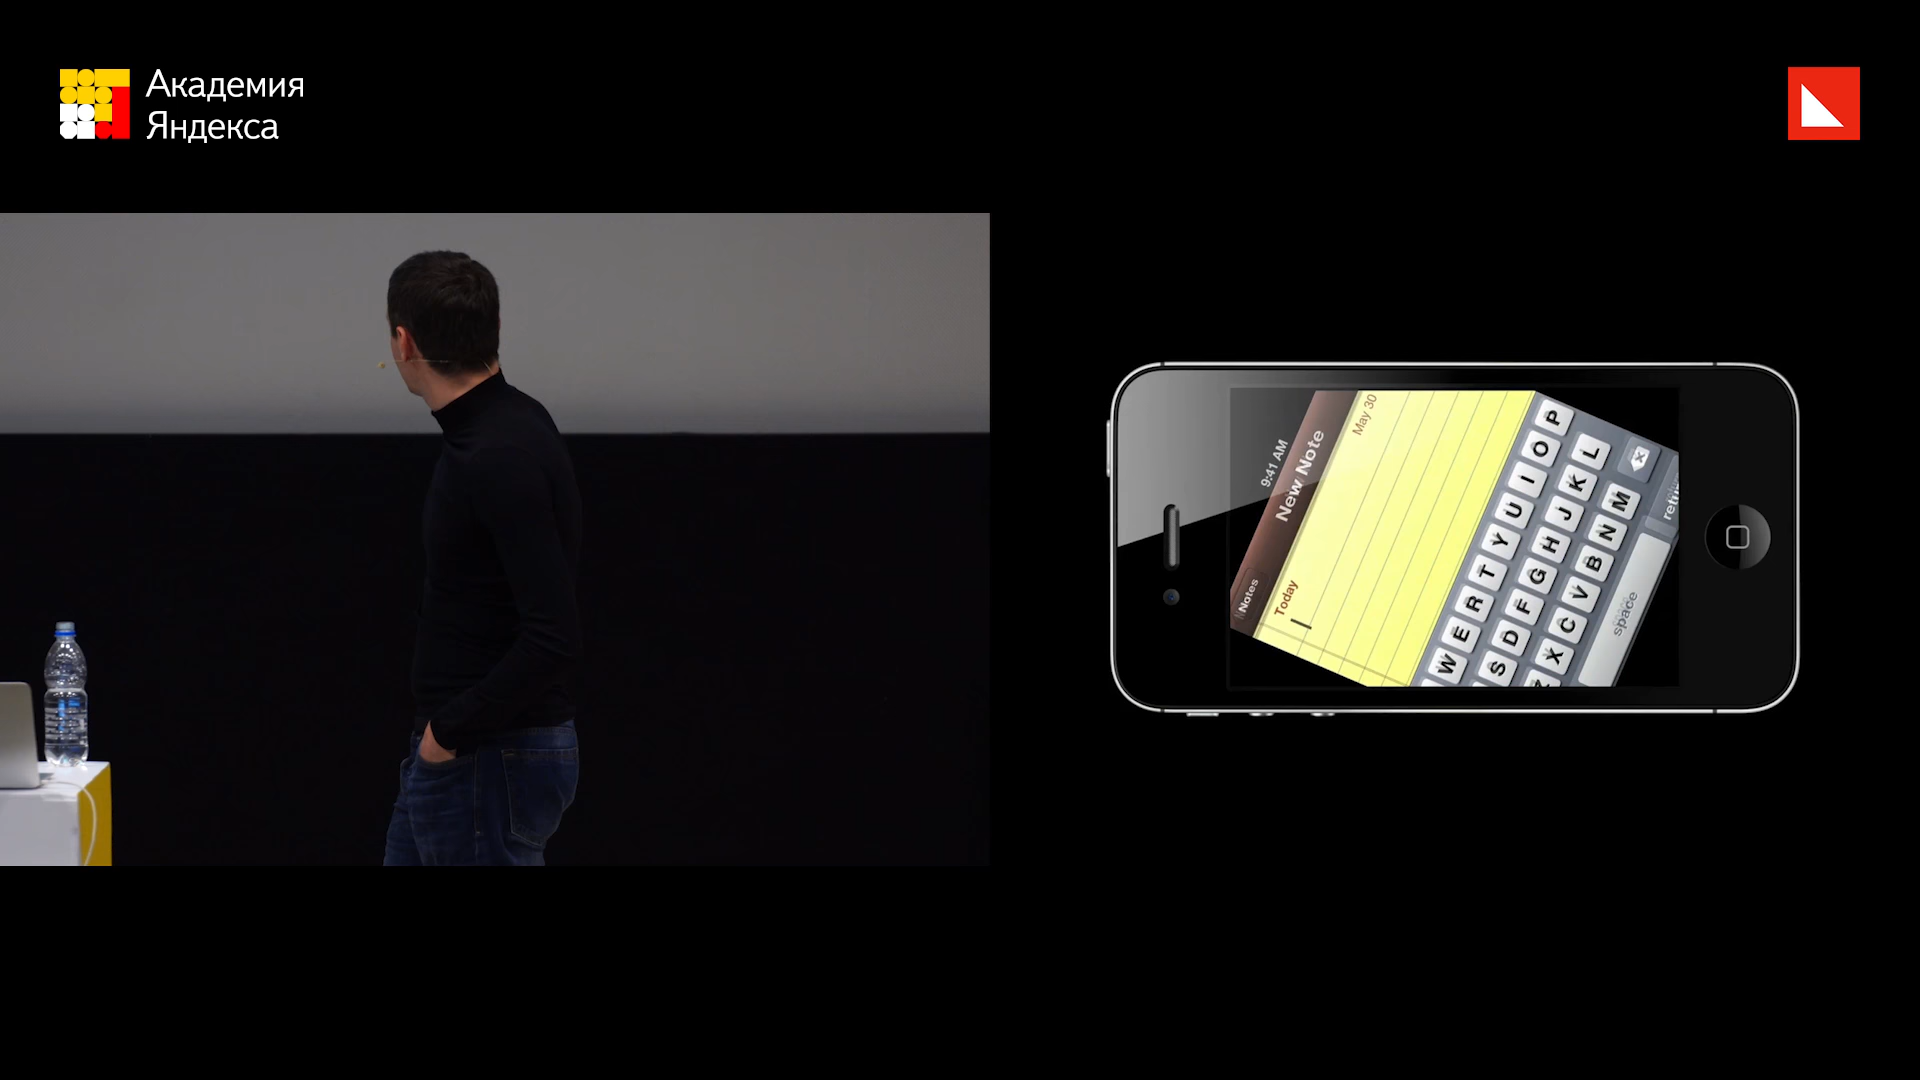 Академия
Яндекса
9:41 AM
New Note
Notes
Today
May 30
W E R T Y U I O P
S D F G H J K L
Z X C V B N M
space